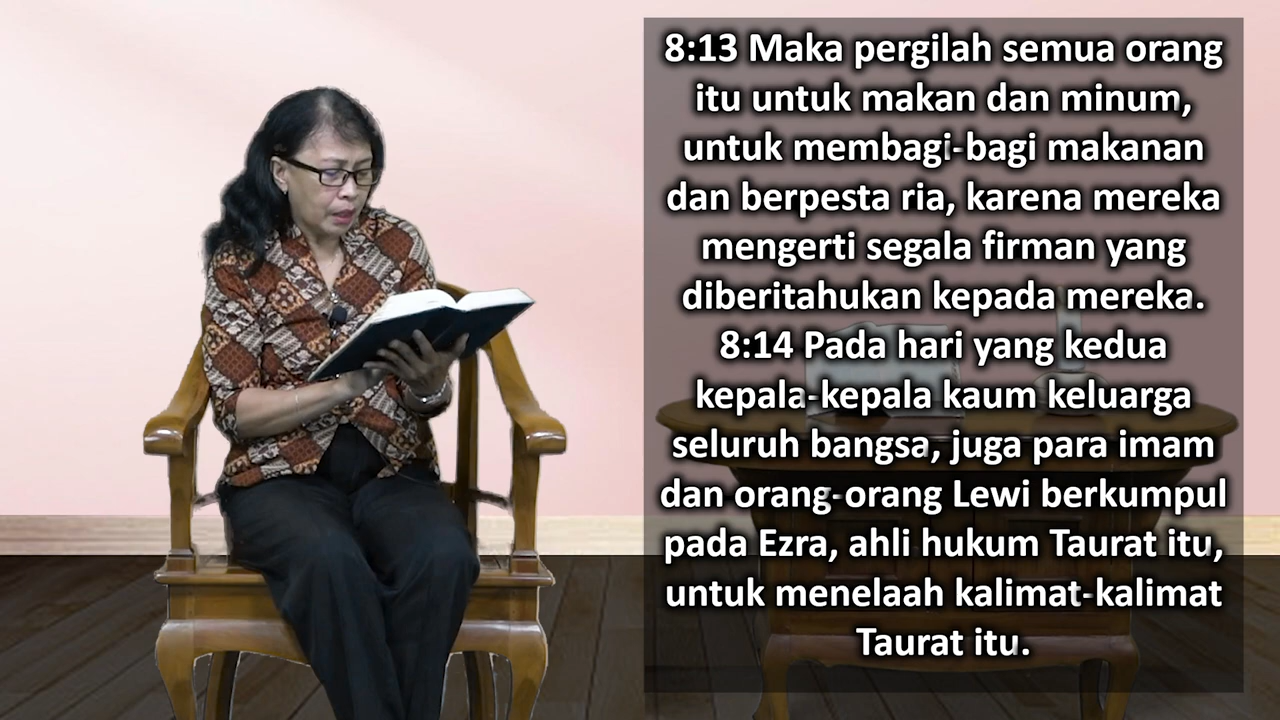 8:13 Maka pergilah semua orang
itu untuk makan dan minum,
untuk membagi-bagi makanan
dan berpesta ria, karena mereka
mengerti segala firman yang
diberitahukan kepada mereka.
8:14 Pada hari yang kedua
kepala-kepala kaum keluarga
seluruh bangsa, juga para imam
dan orang-orang Lewi berkumpul
pada Ezra, ahli hukum Taurat itu,
untuk menelaah kalimat-kalimat
Taurat itu.